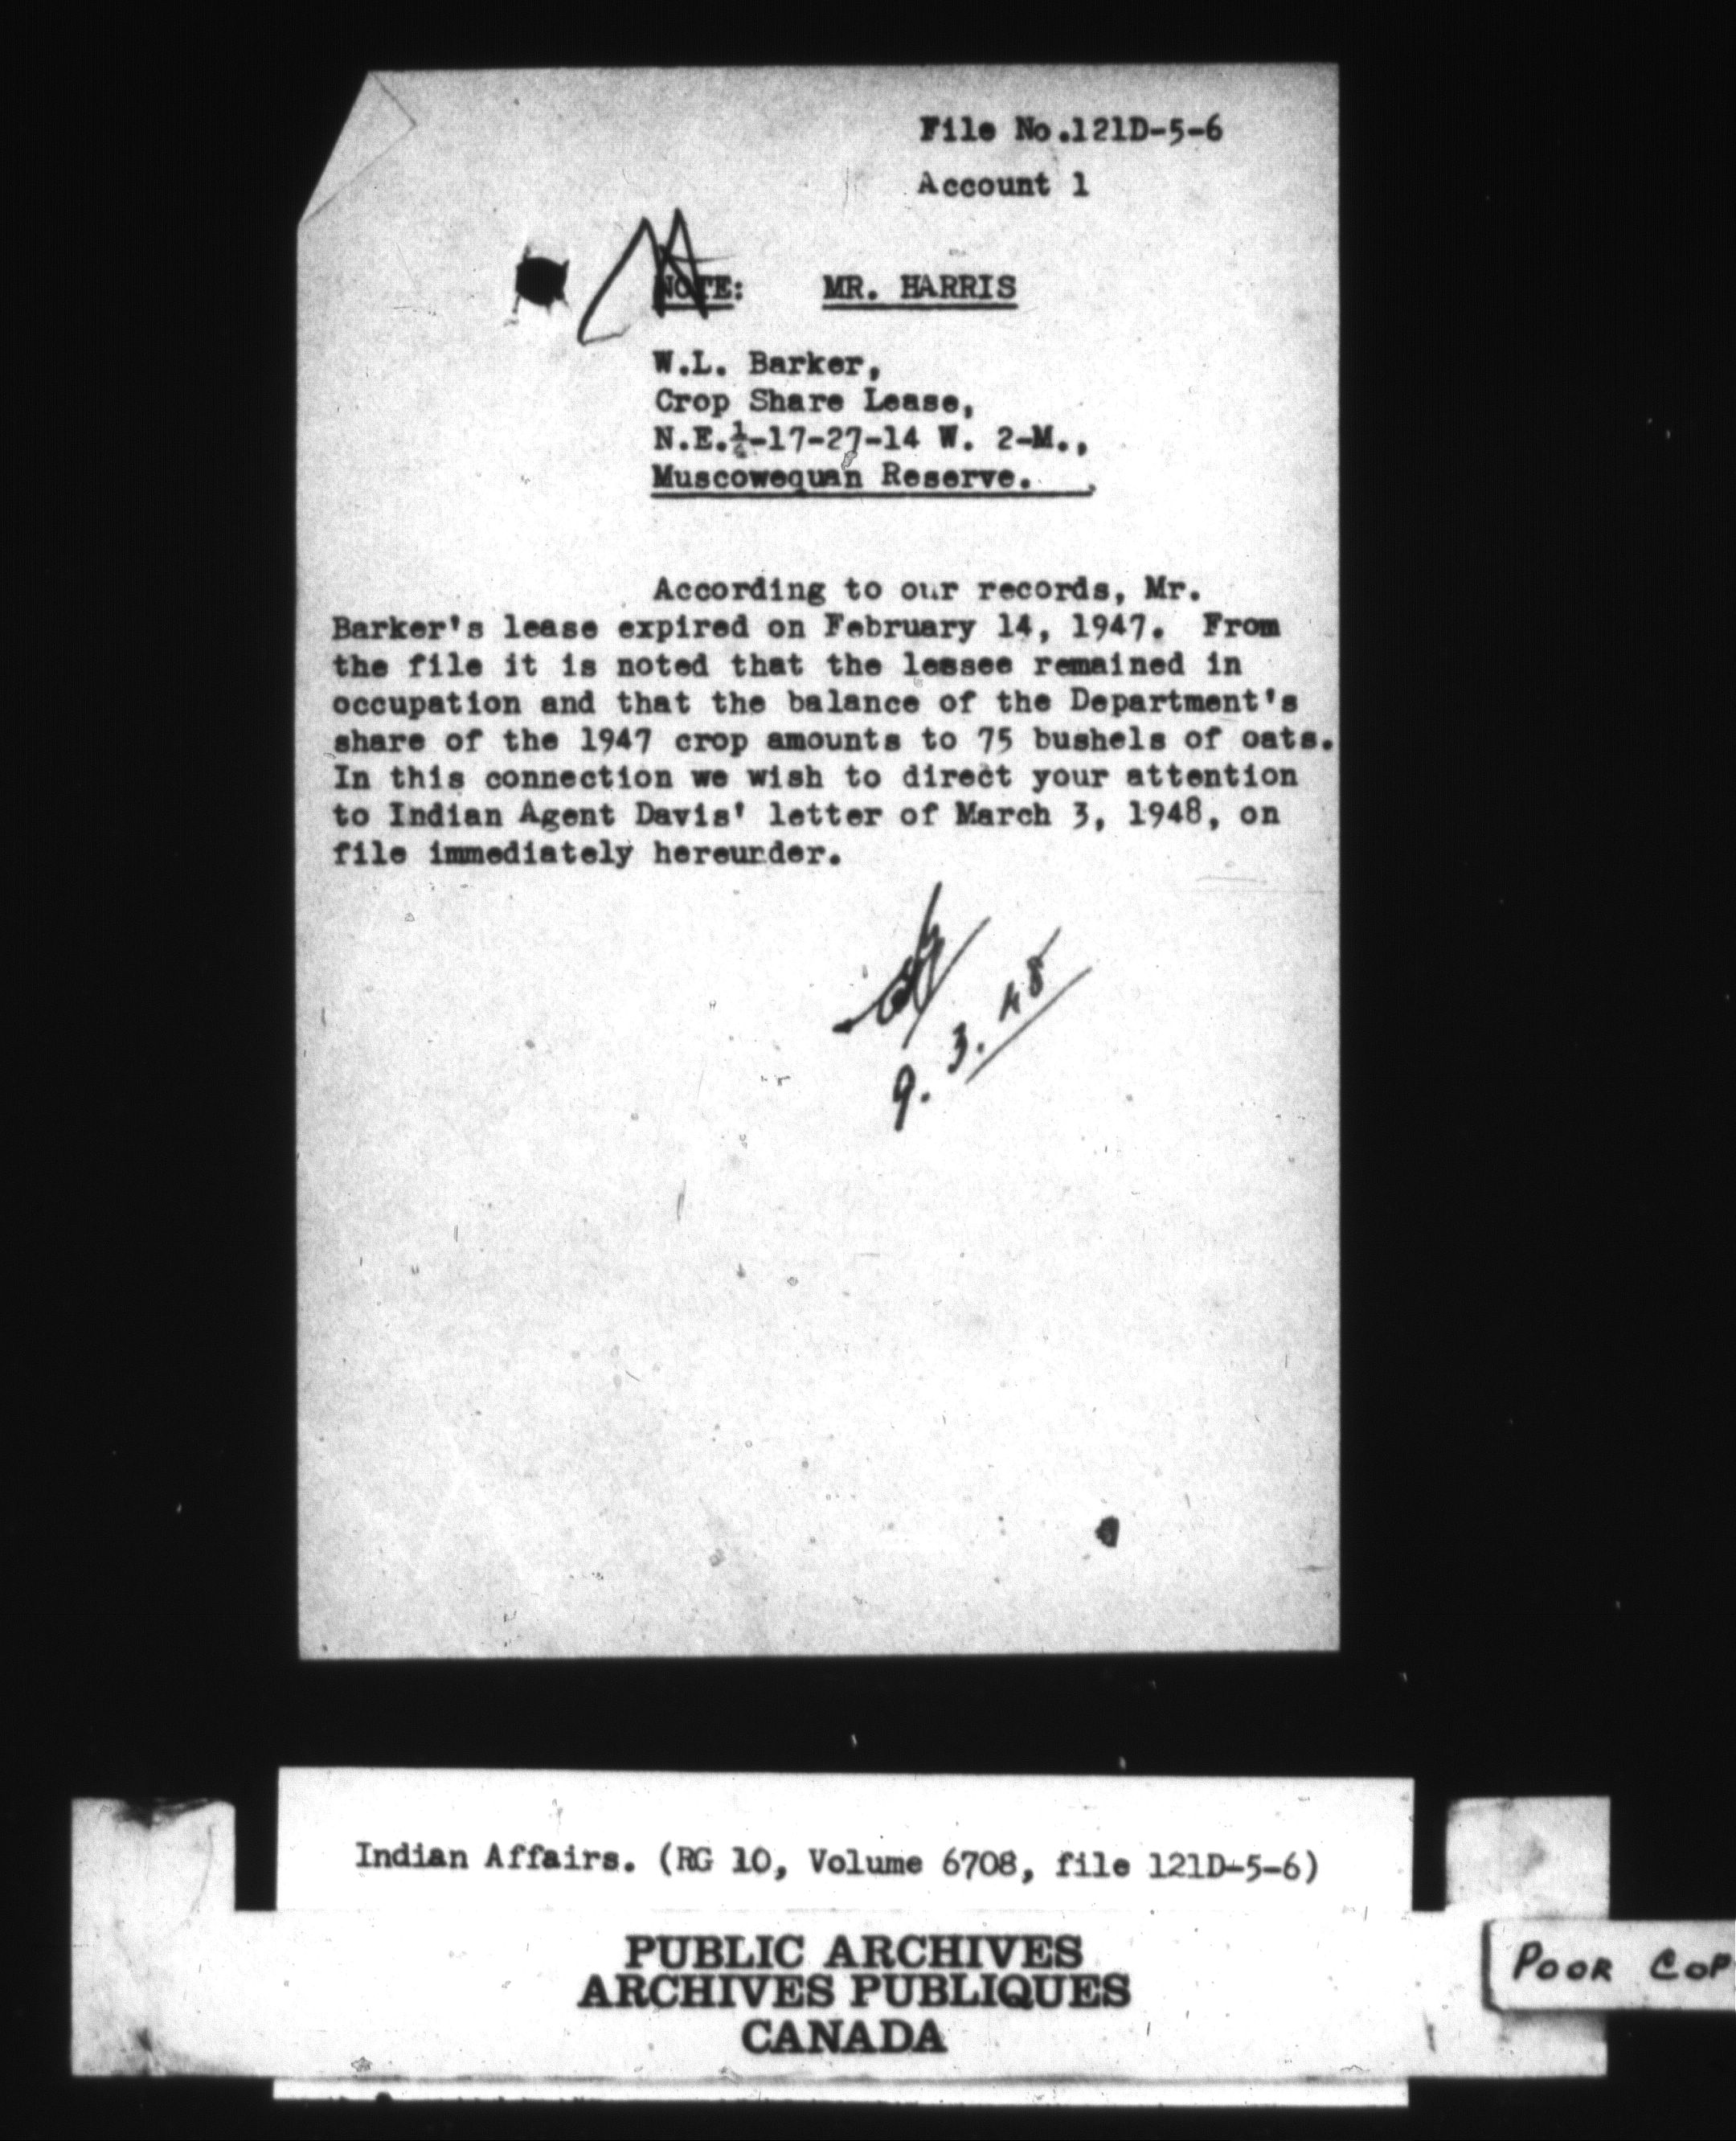 File No.121D-5-6
Account 1
NOTE: MR. HARRIS
W.L. Barker,
Crop Share Lease,
N.E.¼-17-27-14 W. 2-M.,
Muscowequan Reserve.
According to our records, Mr.
Barker's lease expired on February 14, 1947. From
the file it is noted that the lessee remained in
occupation and that the balance of the Department's
share of the 1947 crop amounts to 75 bushels of oats.
In this connection we wish to direct your attention
to Indian Agent Davis' letter of March 3, 1948, on
file immediately hereunder.
9. 3. 48
Indian Affairs. (RG 10, Volume 6708, file 121D-5-6)
PUBLIC ARCHIVES
ARCHIVES PUBLIQUES
CANADA
POOR COP